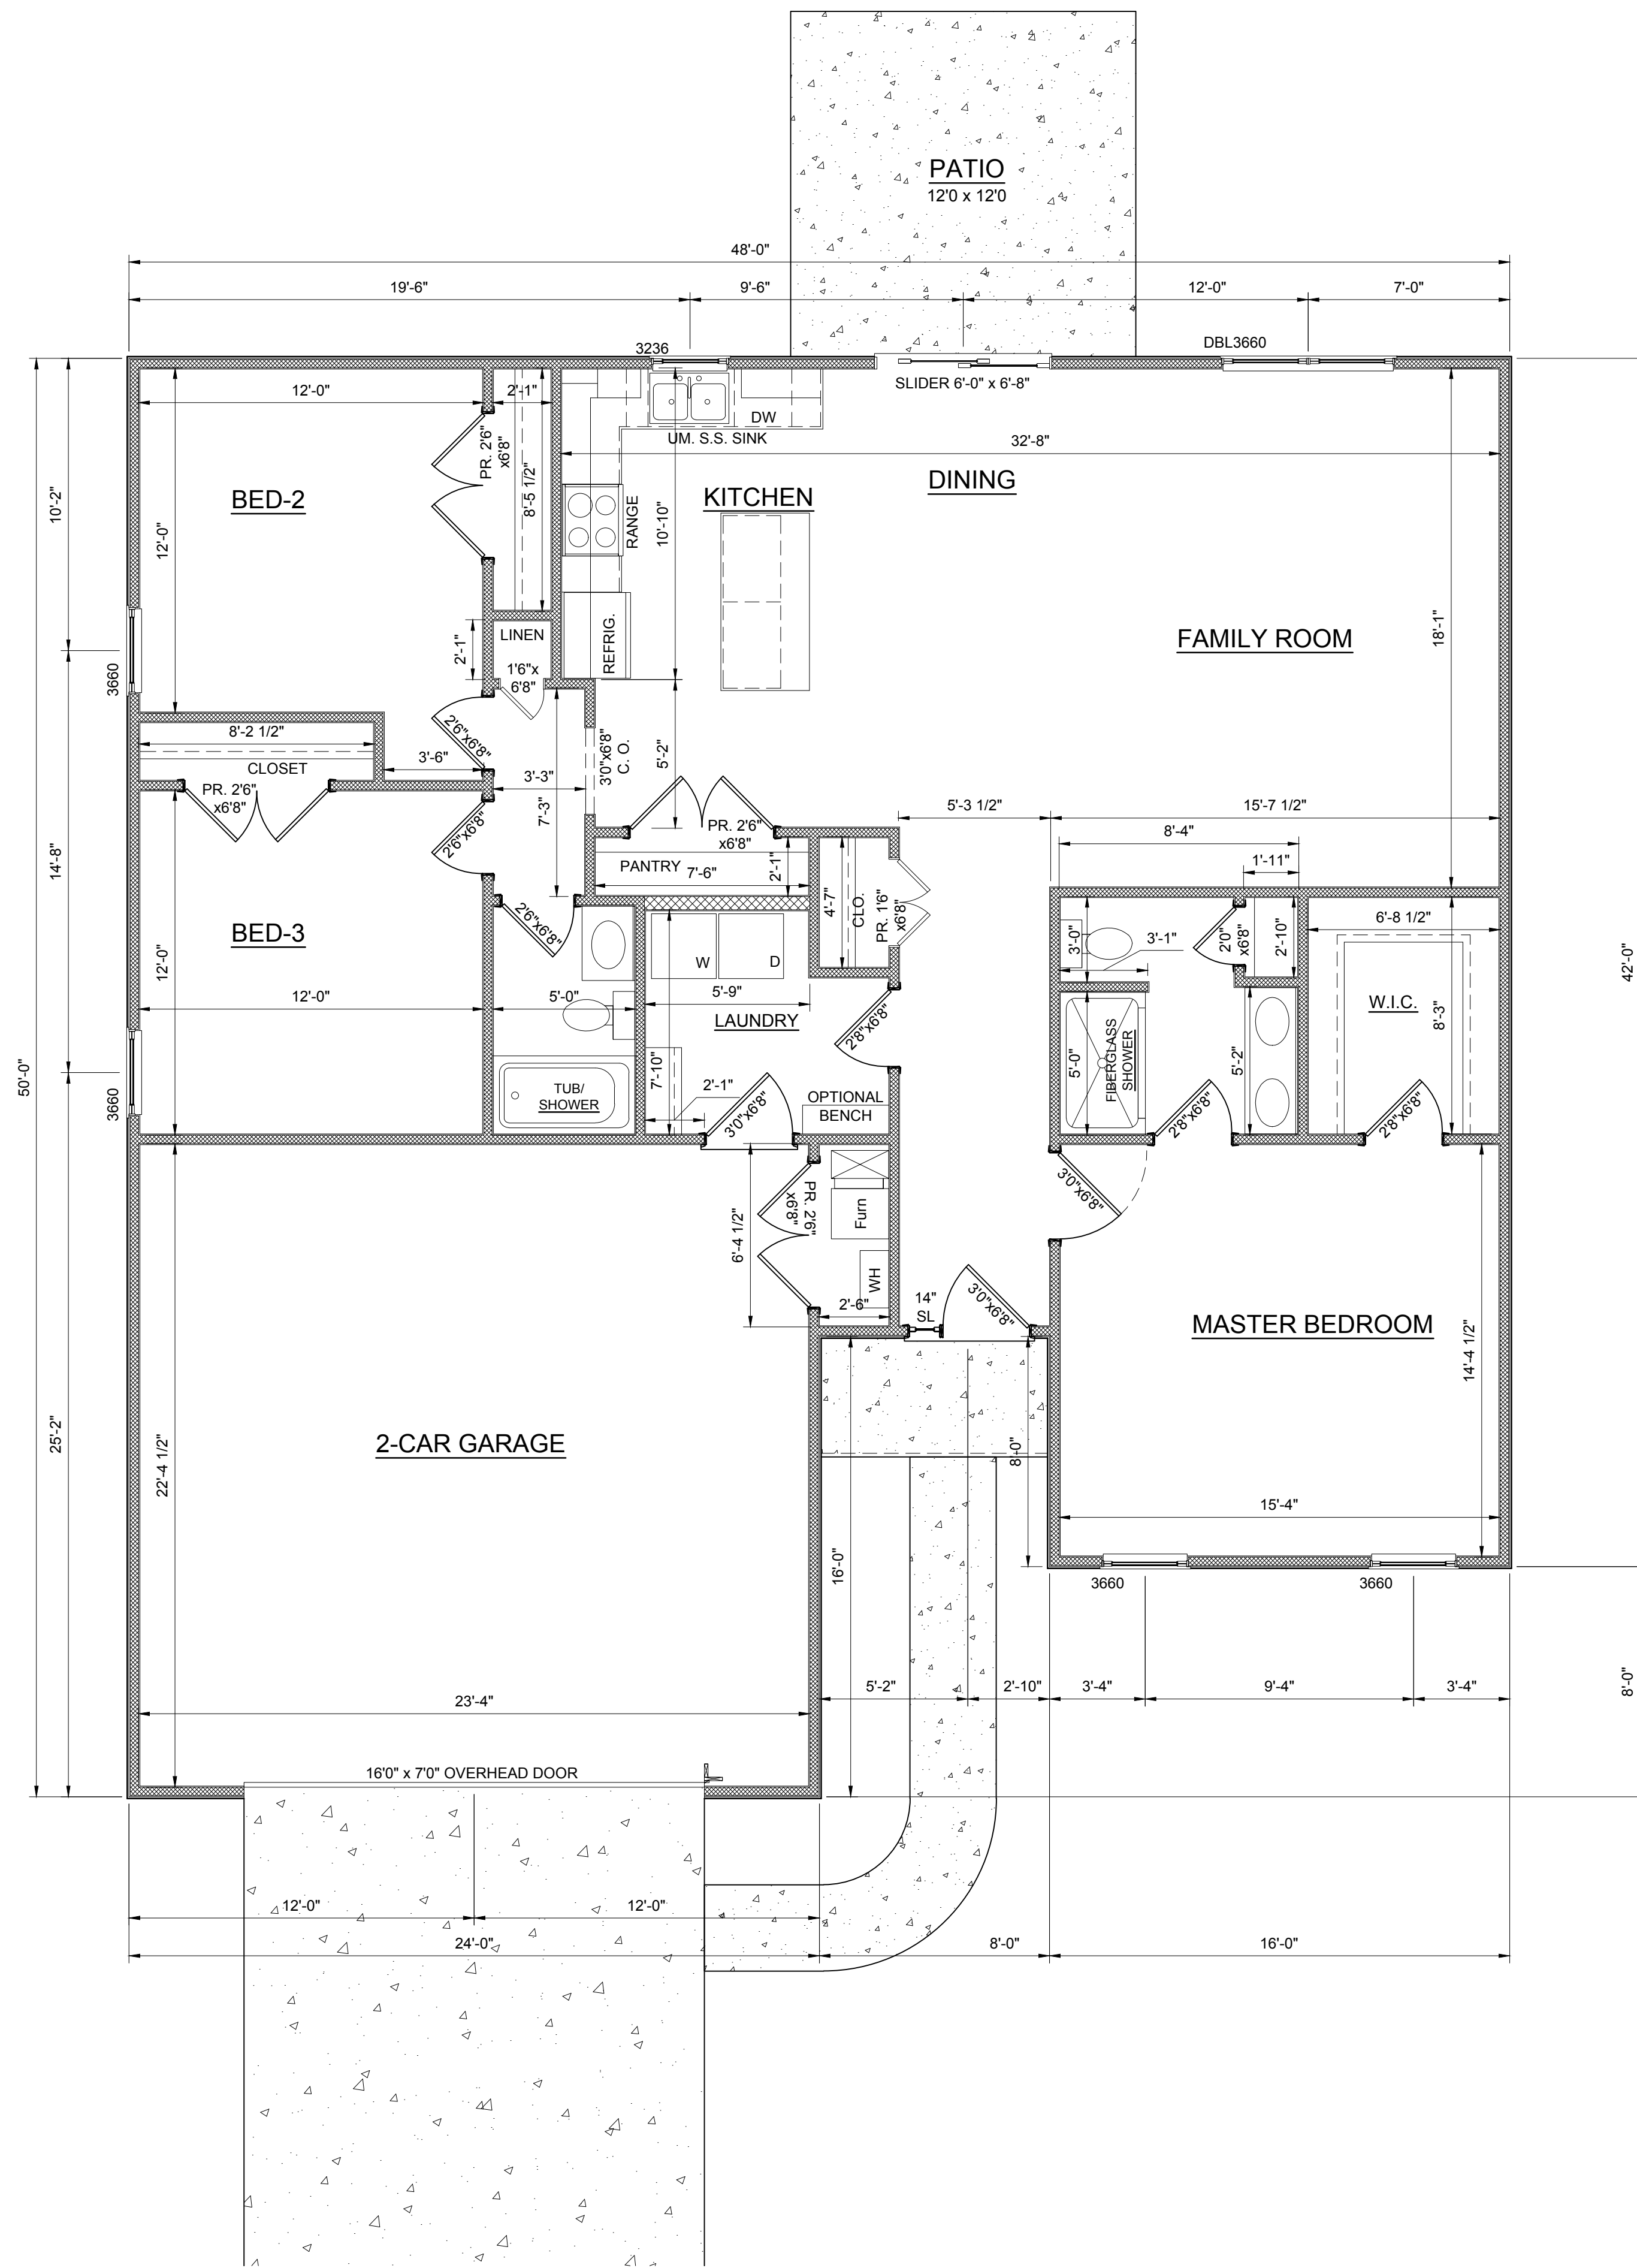 PATIO
12'0 x 12'0
48'-0"
19'-6"
9'-6"
12'-0"
7'-0"
3236
DBL3660
SLIDER 6'-0" x 6'-8"
12'-0"
2'-1"
DW
UM. S.S. SINK
32'-8"
PR. 2'6"
x6'8"
8'-5 1/2"
BED-2
KITCHEN
DINING
RANGE
10'-10"
10'-2"
12'-0"
LINEN
2'-1"
1'6"x
6'8"
REFRIG.
FAMILY ROOM
18'-1"
3660
8'-2 1/2"
CLOSET
3'-6"
2'6"x6'8"
3'-3"
7'-3"
3'0"x6'8"
C. O.
5'-2"
PR. 2'6"
x6'8"
2'6"x6'8"
PR. 2'6"
x6'8"
5'-3 1/2"
15'-7 1/2"
8'-4"
1'-11"
14'-8"
PANTRY
7'-6"
2'-1"
4'-7"
CLO.
PR. 1'6"
x6'8"
BED-3
12'-0"
2'6"x6'8"
W
D
3'-0"
3'-1"
2'0"
x6'8"
2'-10"
6'-8 1/2"
42'-0"
12'-0"
5'-0"
5'-9"
LAUNDRY
2'8"x6'8"
W.I.C.
8'-3"
50'-0"
7'-10"
5'-0"
FIBERGLASS
SHOWER
5'-2"
3660
TUB/
SHOWER
2'-1"
3'0"x6'8"
OPTIONAL
BENCH
2'8"x6'8"
2'8"x6'8"
6'-4 1/2"
PR. 2'6"
x6'8"
Furn
WH
2'-6"
14"
SL
3'0"x6'8"
3'0"x6'8"
MASTER BEDROOM
14'-4 1/2"
25'-2"
22'-4 1/2"
2-CAR GARAGE
8'-0"
15'-4"
16'-0"
3660
3660
23'-4"
5'-2"
2'-10"
3'-4"
9'-4"
3'-4"
8'-0"
16'0" x 7'0" OVERHEAD DOOR
12'-0"
12'-0"
24'-0"
8'-0"
16'-0"